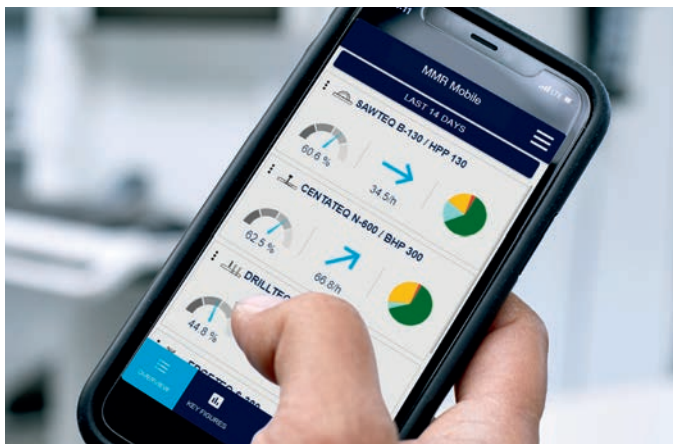 LTE
MMR Mobile
LAST 14 DAYS
SAWTEQ B-130 / HPP 130
60.6 %
34.5/h
CENTATEQ N-600 / BHP 300
62.5 %
66.8/h
DRILLTEQ
44.8 %
OVERVIEW
KEY FIGURES